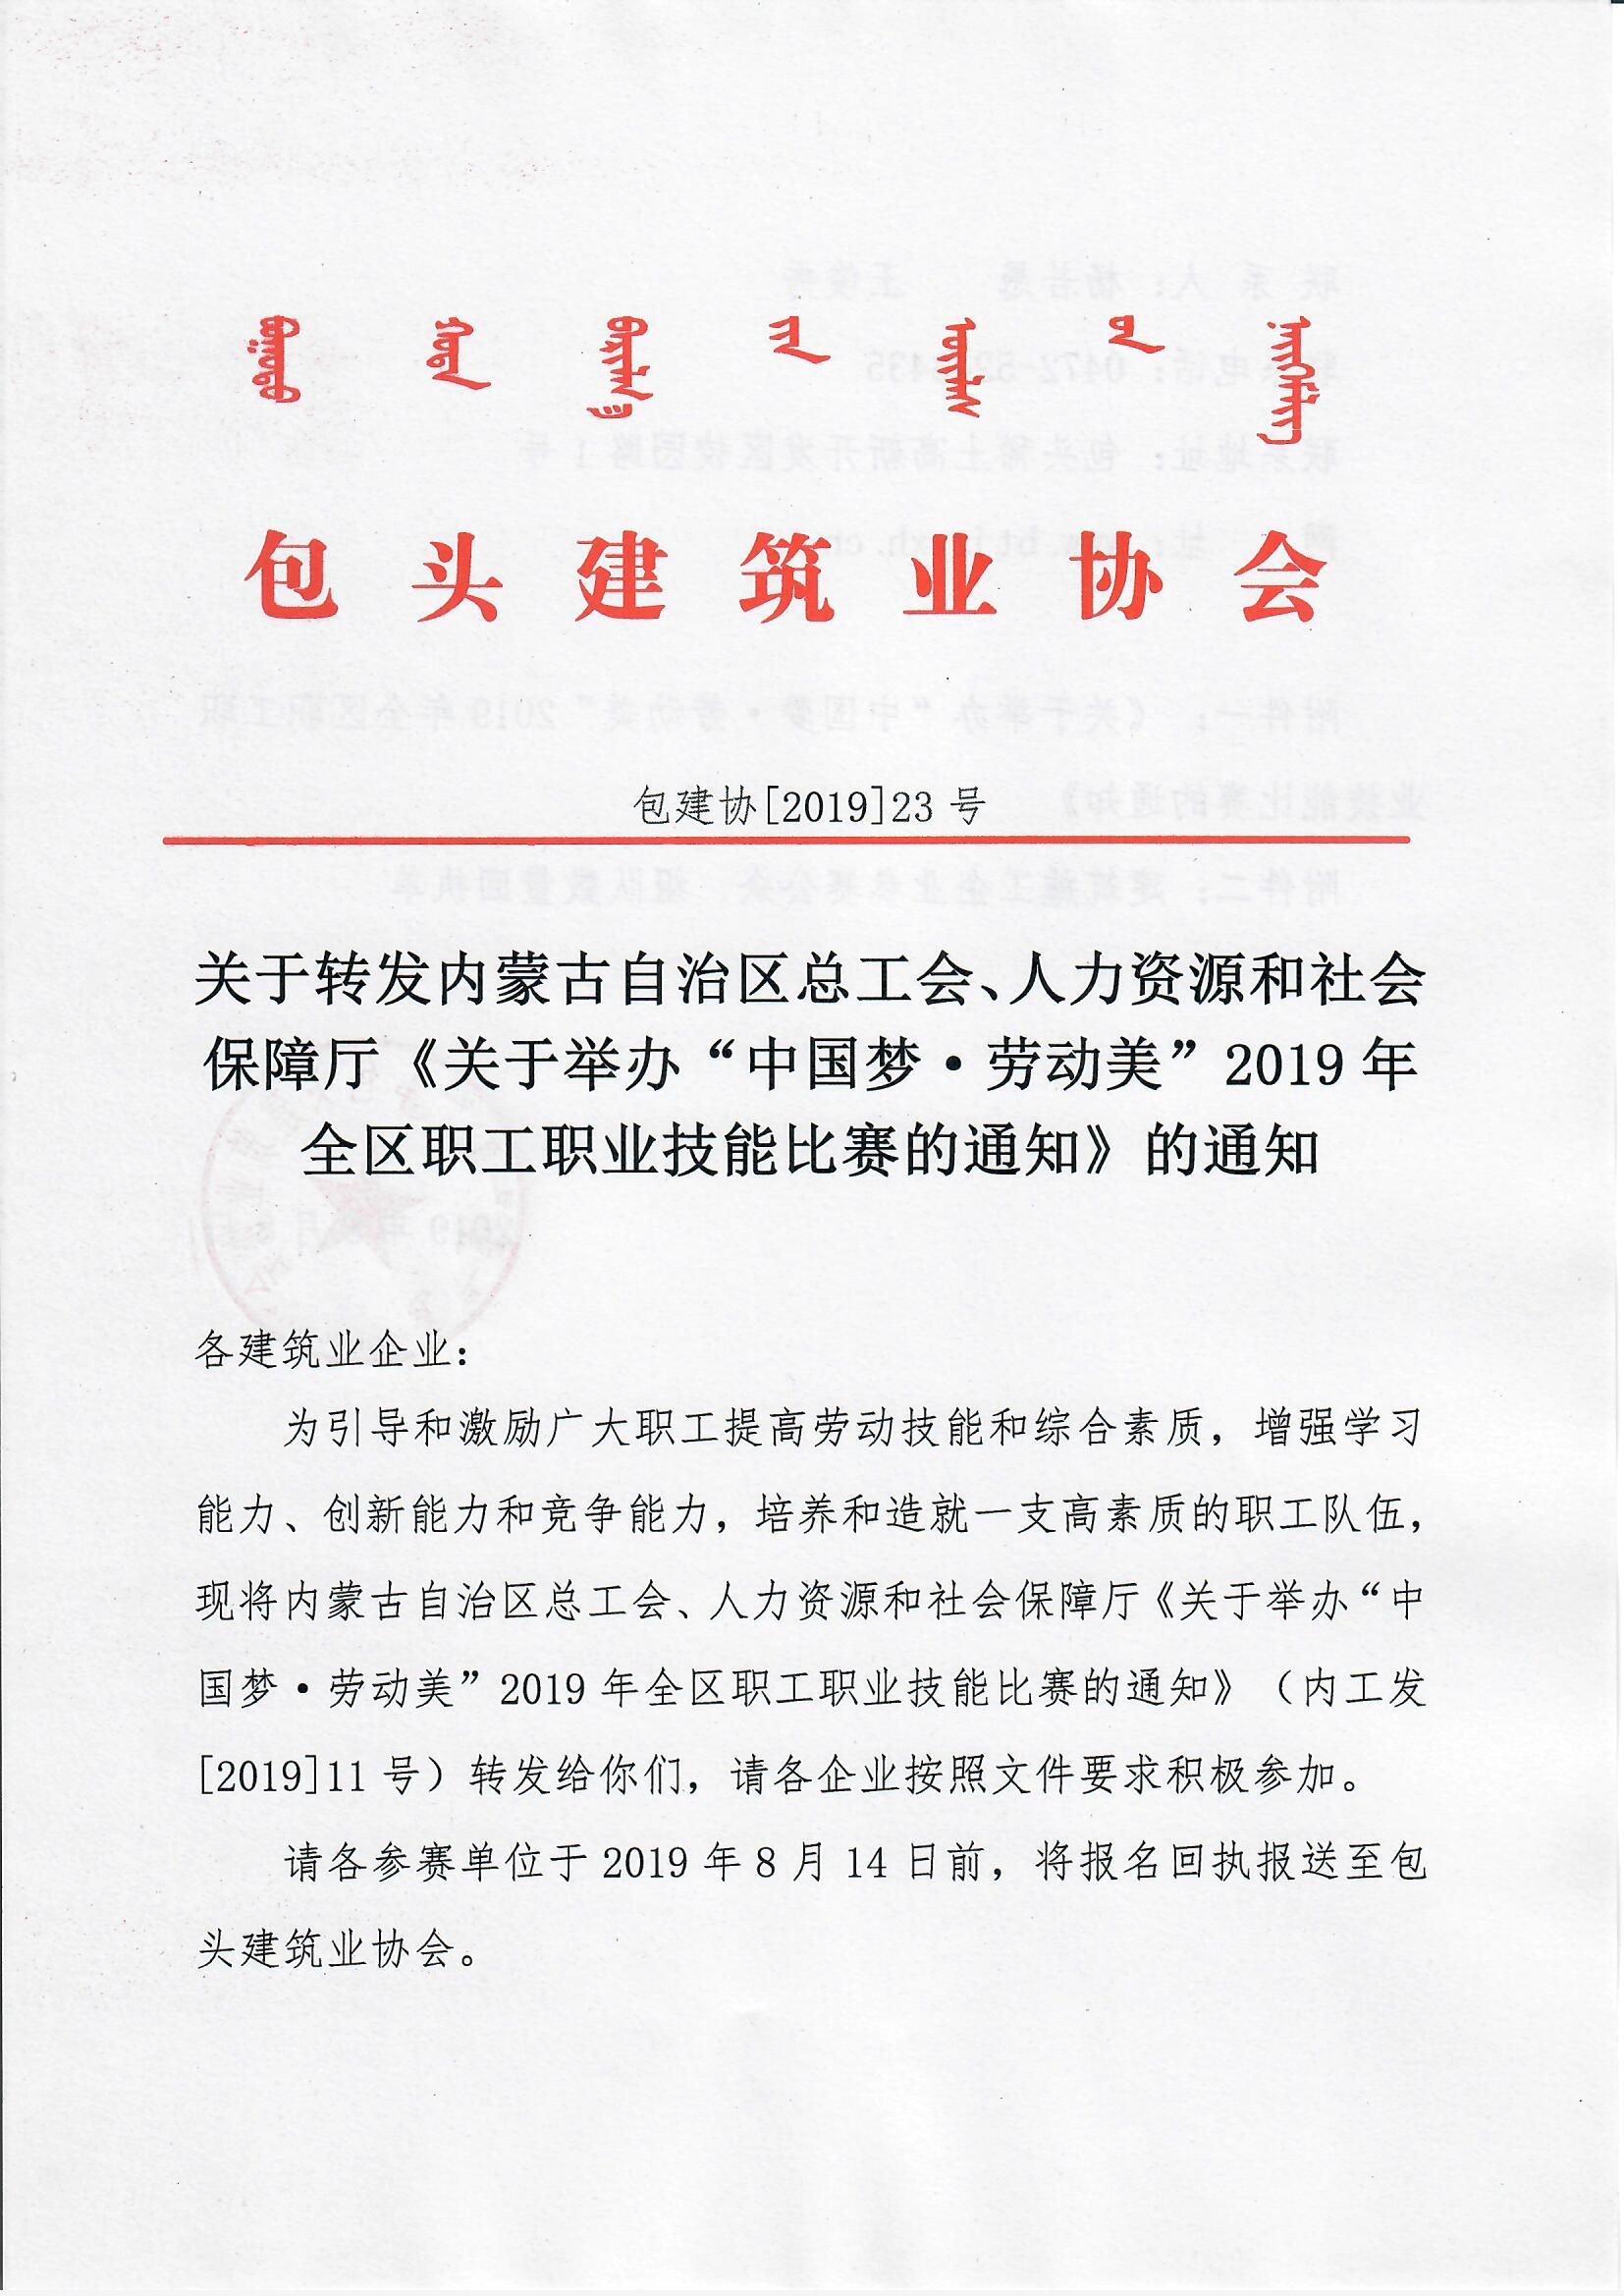 包头建筑业协会
包建协[2019]23号
关于转发内蒙古自治区总工会、人力资源和社会
保障厅《关于举办“中国梦·劳动美”2019年
全区职工职业技能比赛的通知》的通知
各建筑业企业：
为引导和激励广大职工提高劳动技能和综合素质，增强学习
能力、创新能力和竞争能力，培养和造就一支高素质的职工队伍，
现将内蒙古自治区总工会、人力资源和社会保障厅《关于举办“中
国梦·劳动美”2019年全区职工职业技能比赛的通知》（内工发
[2019]11号）转发给你们，请各企业按照文件要求积极参加。
请各参赛单位于2019年8月14日前，将报名回执报送至包
头建筑业协会。